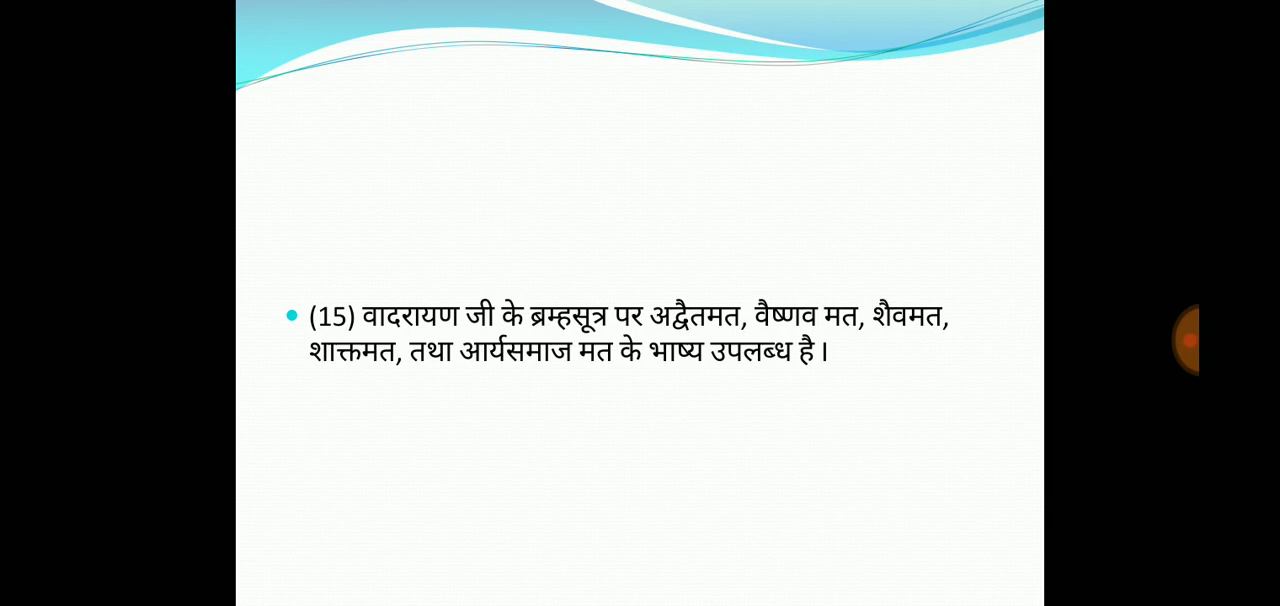 (15) वादरायण जी के ब्रम्हसूत्र पर अद्वैतमत, वैष्णव मत, शैवमत,
शाक्तमत, तथा आर्यसमाज मत के भाष्य उपलब्ध है ।